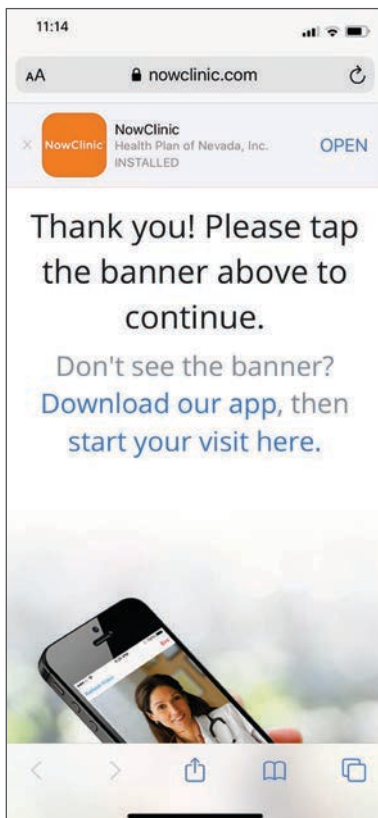 11:14
AA nowclinic.com
NowClinic
NowClinic
Health Plan of Nevada, Inc.
INSTALLED
OPEN
Thank you! Please tap
the banner above to
continue.
Don't see the banner?
Download our app, then
start your visit here.